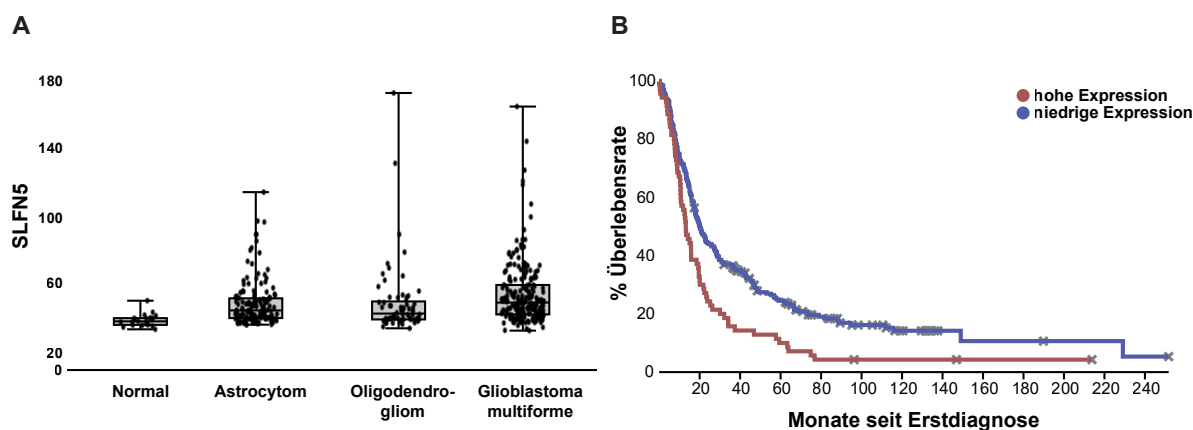 A
SLFN5
180
140
100
60
20
0
Normal
Astrocytom
Oligodendro-
gliom
Glioblastoma
multiforme
B
% Überlebensrate
100
80
60
40
20
0
hohe Expression
niedrige Expression
20 40 60 80 100 120 140 160 180 200 220 240
Monate seit Erstdiagnose